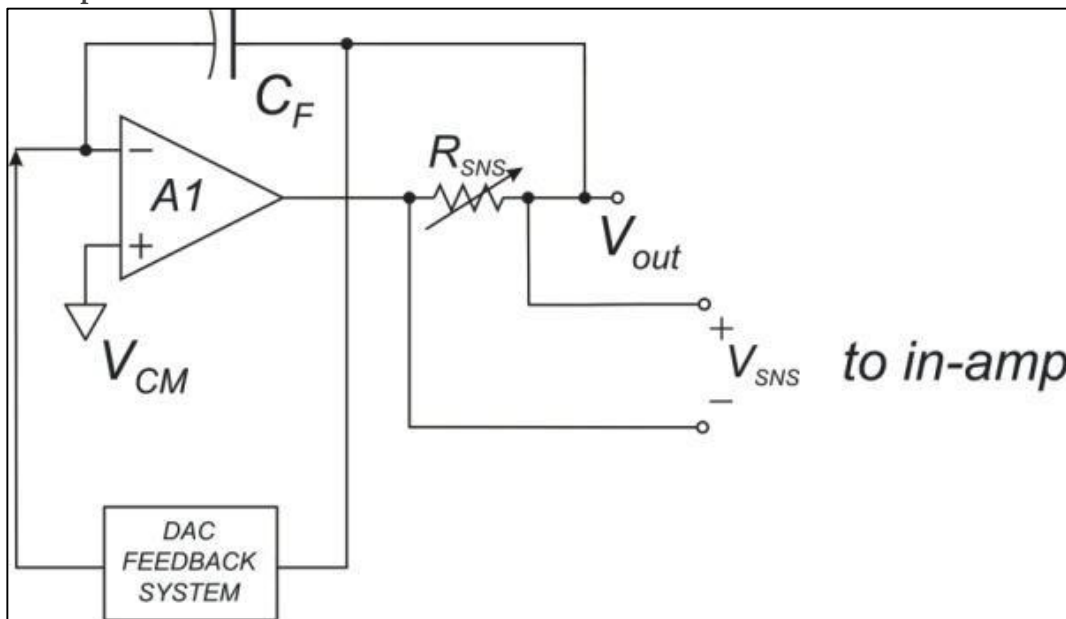 C_F
R_SNS
−
A1
+
V_out
V_CM
+
V_SNS to in-amp
−
DAC
FEEDBACK
SYSTEM